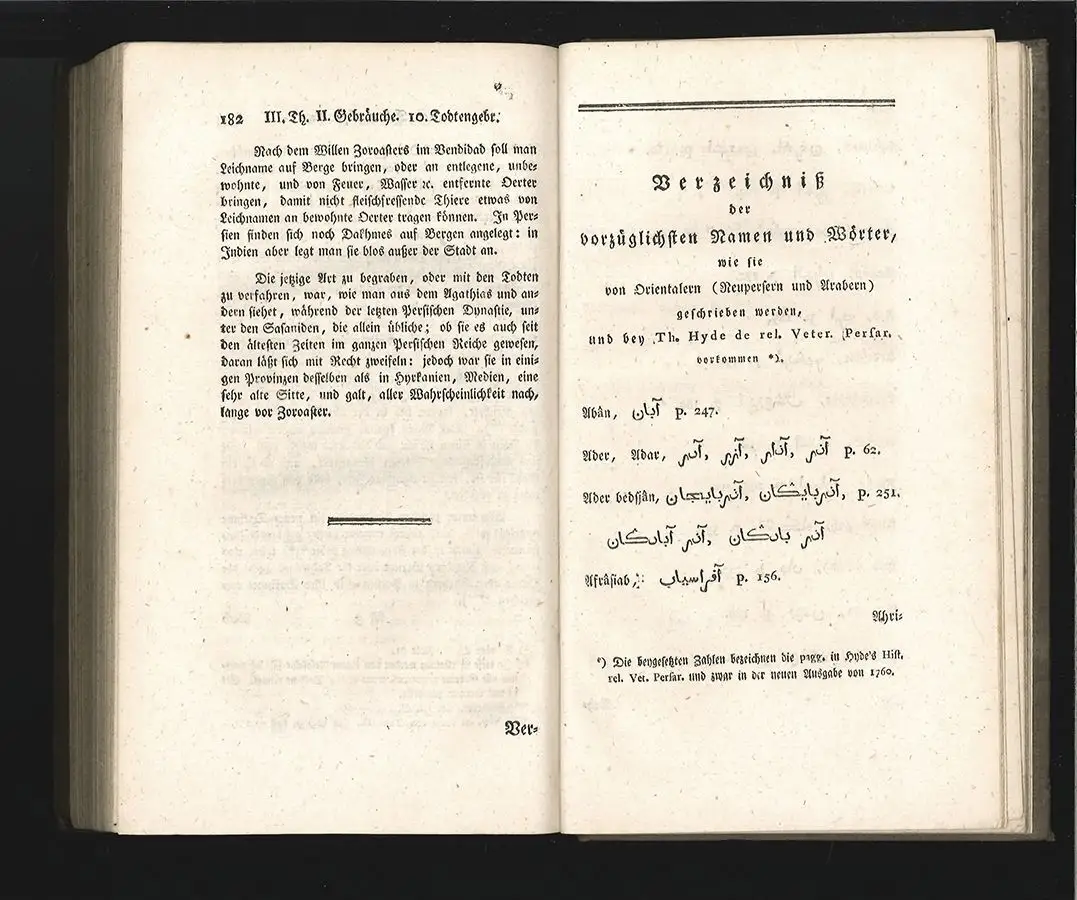 182 III. Th. II. Gebräuche. 10. Todtengebr.
Nach dem Willen Zoroasters im Vendidad soll man
Leichname auf Berge bringen, oder an entlegene, unbe-
wohnte, und von Feuer, Wasser ꝛc. entfernte Oerter
bringen, damit nicht fleischfressende Thiere etwas von
Leichnamen an bewohnte Oerter tragen können. In Per-
sien finden sich noch Dakhmes auf Bergen angelegt: in
Indien aber legt man sie blos außer der Stadt an.
Die jetzige Art zu begraben, oder mit den Todten
zu verfahren, war, wie man aus dem Agathias und an-
dern siehet, während der letzten Persischen Dynastie, un-
ter den Sasaniden, die allein übliche; ob sie es auch seit
den ältesten Zeiten im ganzen Persischen Reiche gewesen,
daran läßt sich mit Recht zweifeln: jedoch war sie in eini-
gen Provinzen desselben als in Hyrkanien, Medien, eine
sehr alte Sitte, und galt, aller Wahrscheinlichkeit nach,
lange vor Zoroaster.
Ver-
Verzeichniß
der
vorzüglichsten Namen und Wörter,
wie sie
von Orientalern (Neupersern und Arabern)
geschrieben werden,
und bey Th. Hyde de rel. Veter. Persar.
vorkommen *).
Abân, آبان p. 247.
Ader, Adar, آذر, آذار, آزر, آدر p. 62.
Ader bedsjân, آذربايڭان, آذربايجان p. 251.
آذر بادڭان, آذر آبادڭان
Afrâsiab, آفراسياب p. 156.
Ahri-
*) Die beygesetzten Zahlen bezeichnen die pagg. in Hyde's Hist.
rel. Vet. Persar. und zwar in der neuen Ausgabe von 1760.